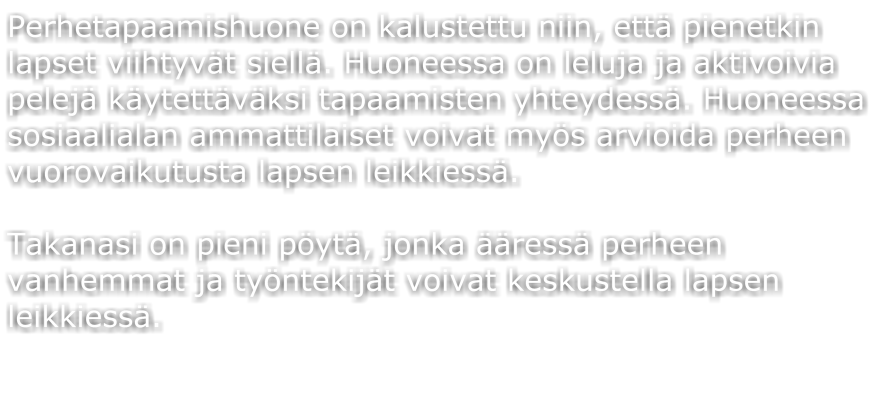 Perhetapaamishuone on kalustettu niin, että pienetkin
lapset viihtyvät siellä. Huoneessa on leluja ja aktivoivia
pelejä käytettäväksi tapaamisten yhteydessä. Huoneessa
sosiaalialan ammattilaiset voivat myös arvioida perheen
vuorovaikutusta lapsen leikkiessä.
Takanasi on pieni pöytä, jonka ääressä perheen
vanhemmat ja työntekijät voivat keskustella lapsen
leikkiessä.